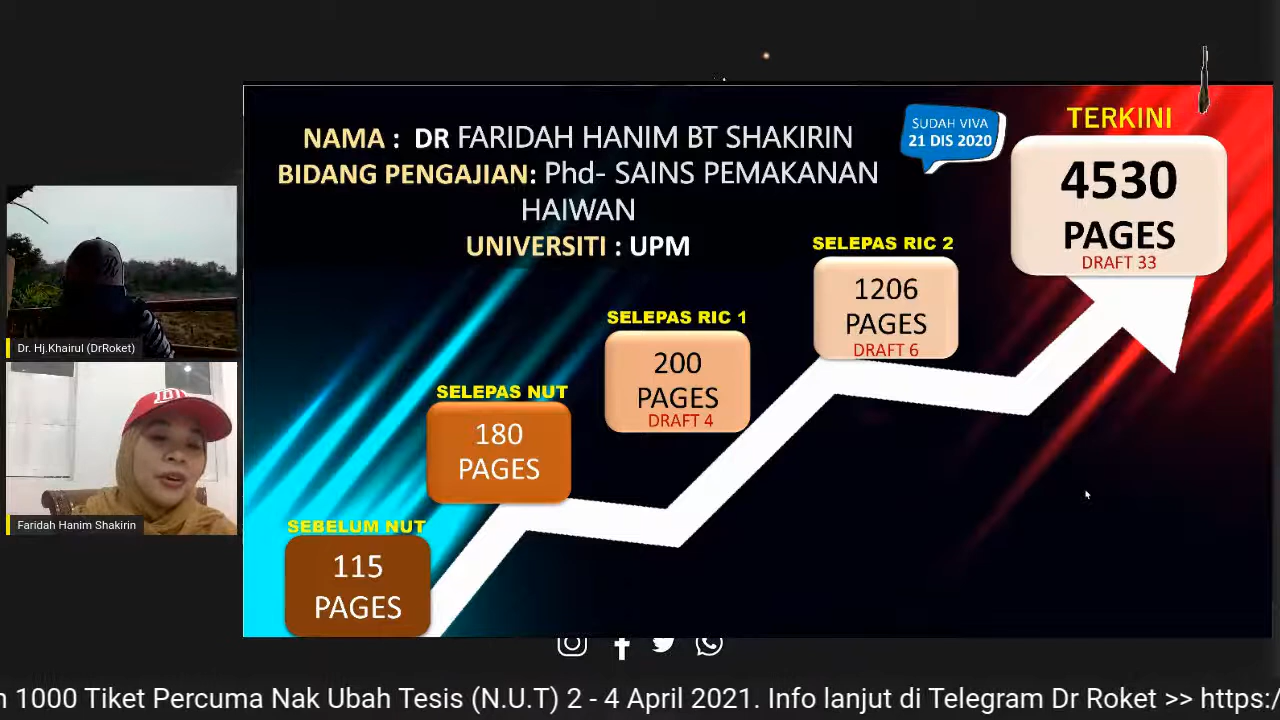 NAMA : DR FARIDAH HANIM BT SHAKIRIN
BIDANG PENGAJIAN: Phd- SAINS PEMAKANAN
HAIWAN
UNIVERSITI : UPM
SUDAH VIVA
21 DIS 2020
TERKINI
4530
PAGES
DRAFT 33
SELEPAS RIC 2
1206
PAGES
DRAFT 6
SELEPAS RIC 1
200
PAGES
DRAFT 4
SELEPAS NUT
180
PAGES
SEBELUM NUT
115
PAGES
Dr. Hj.Khairul (DrRoket)
Faridah Hanim Shakirin
1000 Tiket Percuma Nak Ubah Tesis (N.U.T) 2 - 4 April 2021. Info lanjut di Telegram Dr Roket >> https:/